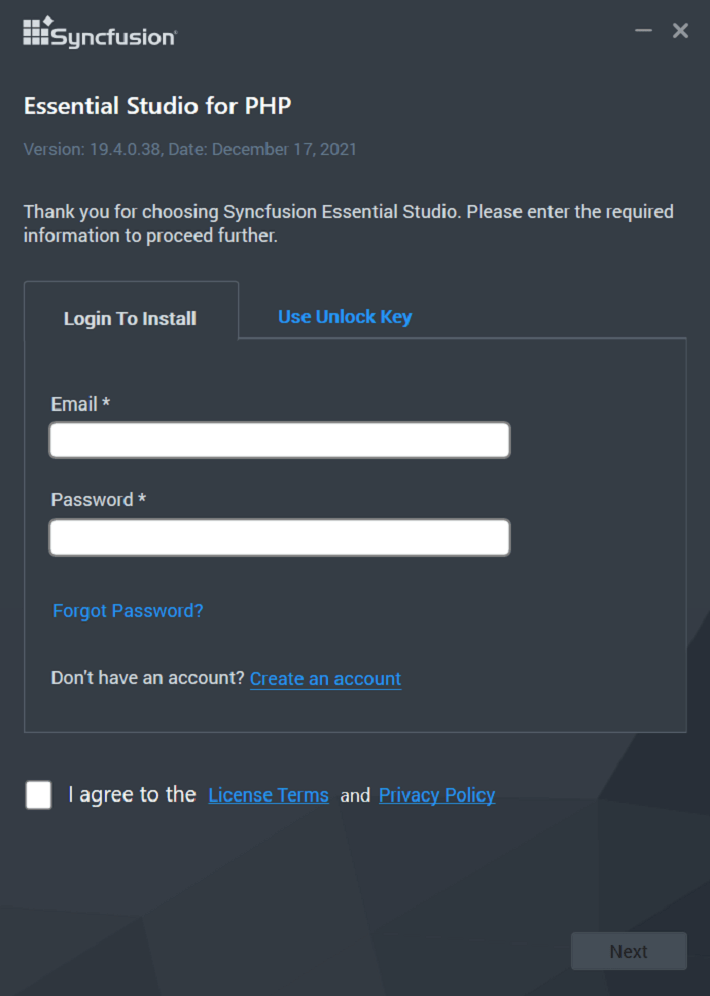 Syncfusion
Essential Studio for PHP
Version: 19.4.0.38, Date: December 17, 2021
Thank you for choosing Syncfusion Essential Studio. Please enter the required
information to proceed further.
Login To Install
Use Unlock Key
Email *
Password *
Forgot Password?
Don't have an account? Create an account
I agree to the License Terms and Privacy Policy
Next